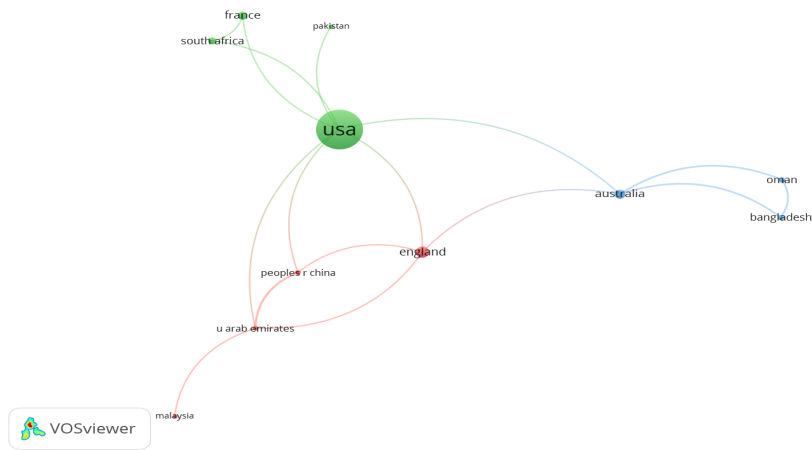 france
pakistan
south africa
usa
oman
australia
bangladesh
england
peoples r china
u arab emirates
malaysia
VOSviewer